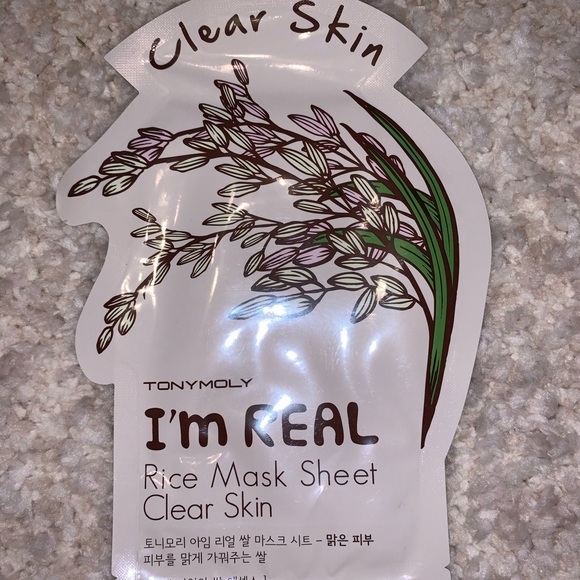 Clear Skin
TONYMOLY
I'm REAL
Rice Mask Sheet
Clear Skin
토니모리 아임 리얼 쌀 마스크 시트 – 맑은 피부
피부를 맑게 가꿔주는 쌀